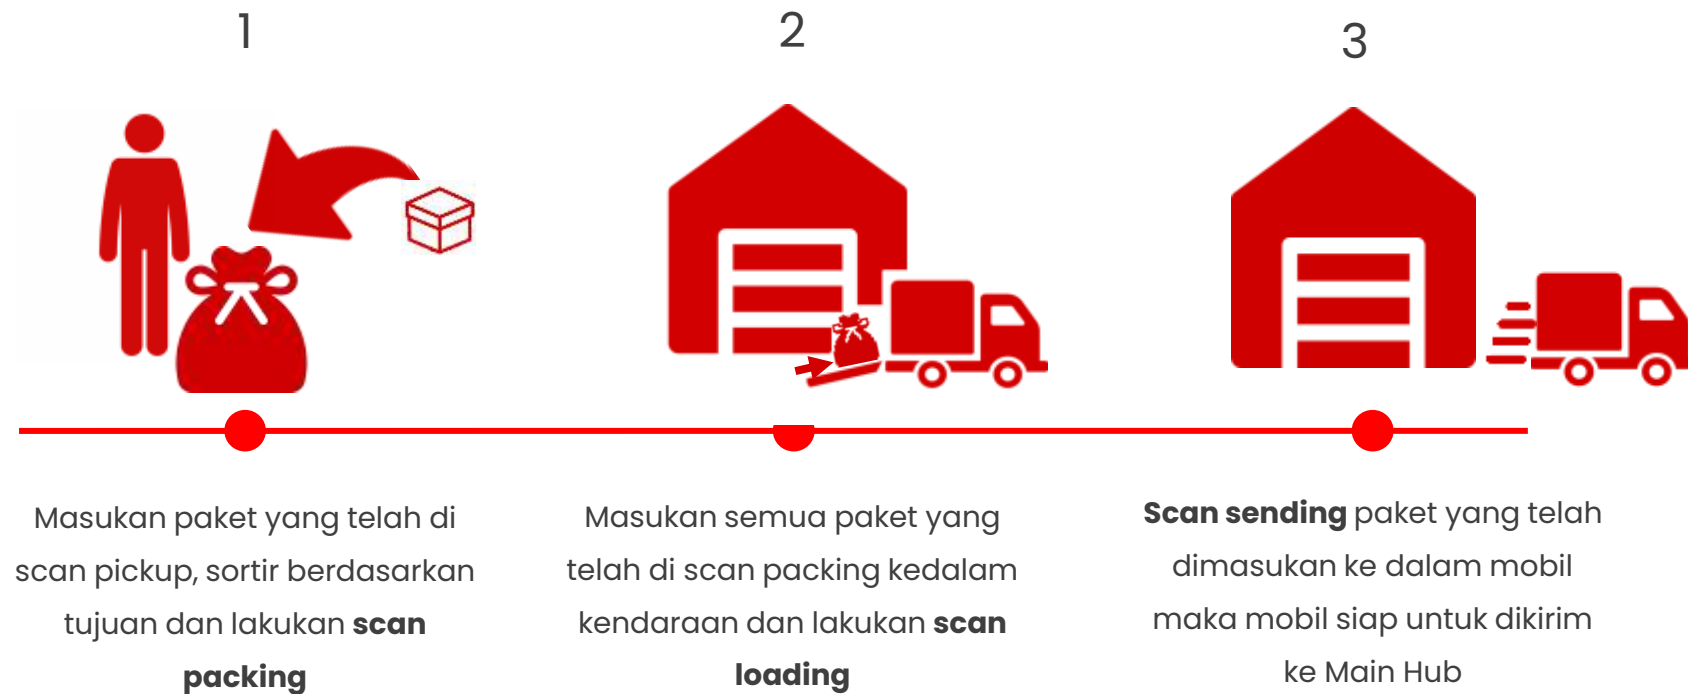 1
Masukan paket yang telah di
scan pickup, sortir berdasarkan
tujuan dan lakukan scan
packing
2
Masukan semua paket yang
telah di scan packing kedalam
kendaraan dan lakukan scan
loading
3
Scan sending paket yang telah
dimasukan ke dalam mobil
maka mobil siap untuk dikirim
ke Main Hub